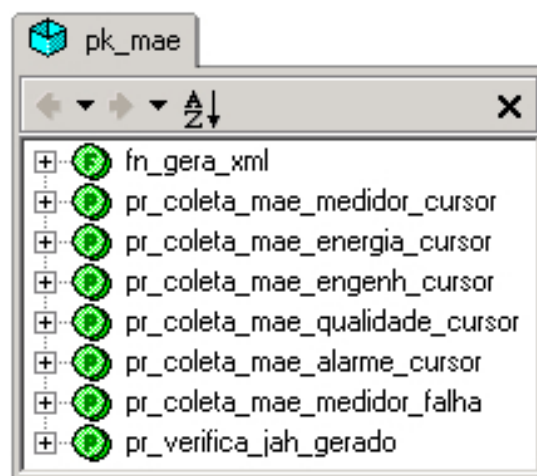 pk_mae
fn_gera_xml
pr_coleta_mae_medidor_cursor
pr_coleta_mae_energia_cursor
pr_coleta_mae_engenh_cursor
pr_coleta_mae_qualidade_cursor
pr_coleta_mae_alarme_cursor
pr_coleta_mae_medidor_falha
pr_verifica_jah_gerado